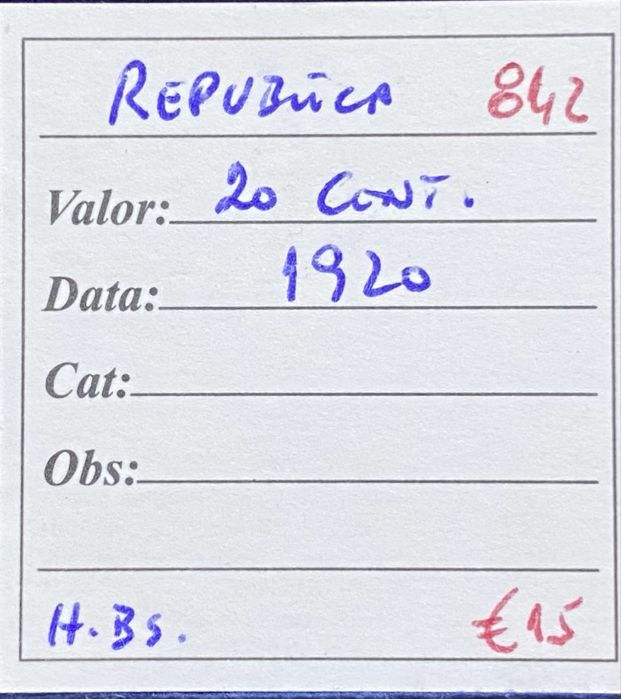 REPUBLICA 842
Valor: 20 CENT.
Data: 1920
Cat:
Obs:
H.BS. €15